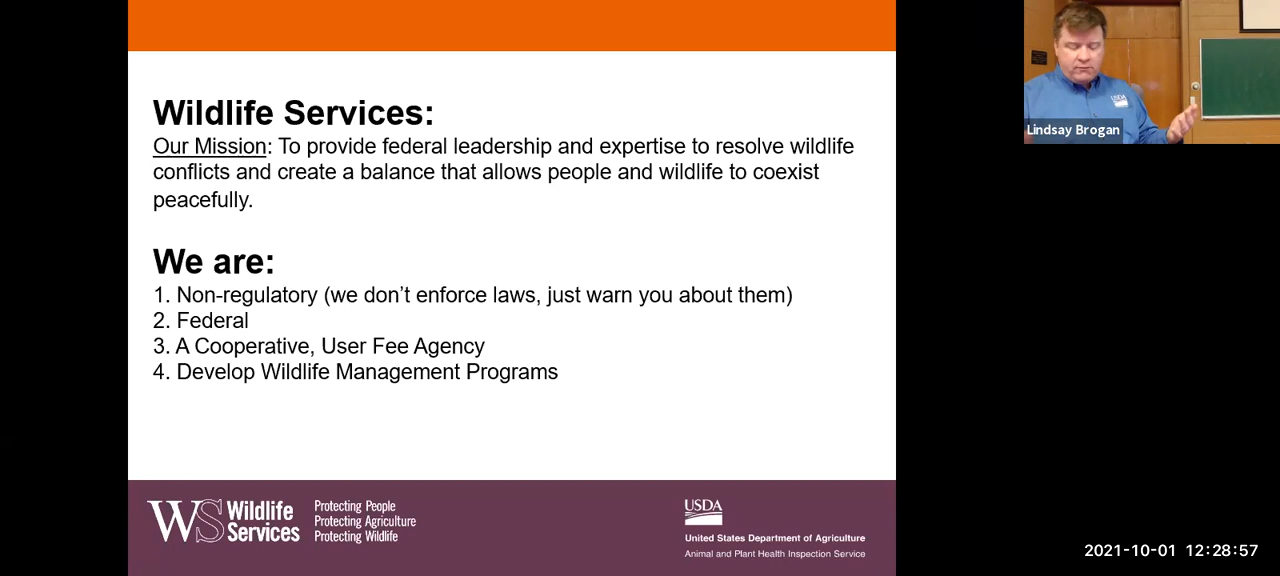 Wildlife Services:
Our Mission: To provide federal leadership and expertise to resolve wildlife
conflicts and create a balance that allows people and wildlife to coexist
peacefully.
We are:
1. Non-regulatory (we don’t enforce laws, just warn you about them)
2. Federal
3. A Cooperative, User Fee Agency
4. Develop Wildlife Management Programs
WS Wildlife
Services
Protecting People
Protecting Agriculture
Protecting Wildlife
USDA
United States Department of Agriculture
Animal and Plant Health Inspection Service
USDA
Lindsay Brogan
2021-10-01 12:28:57